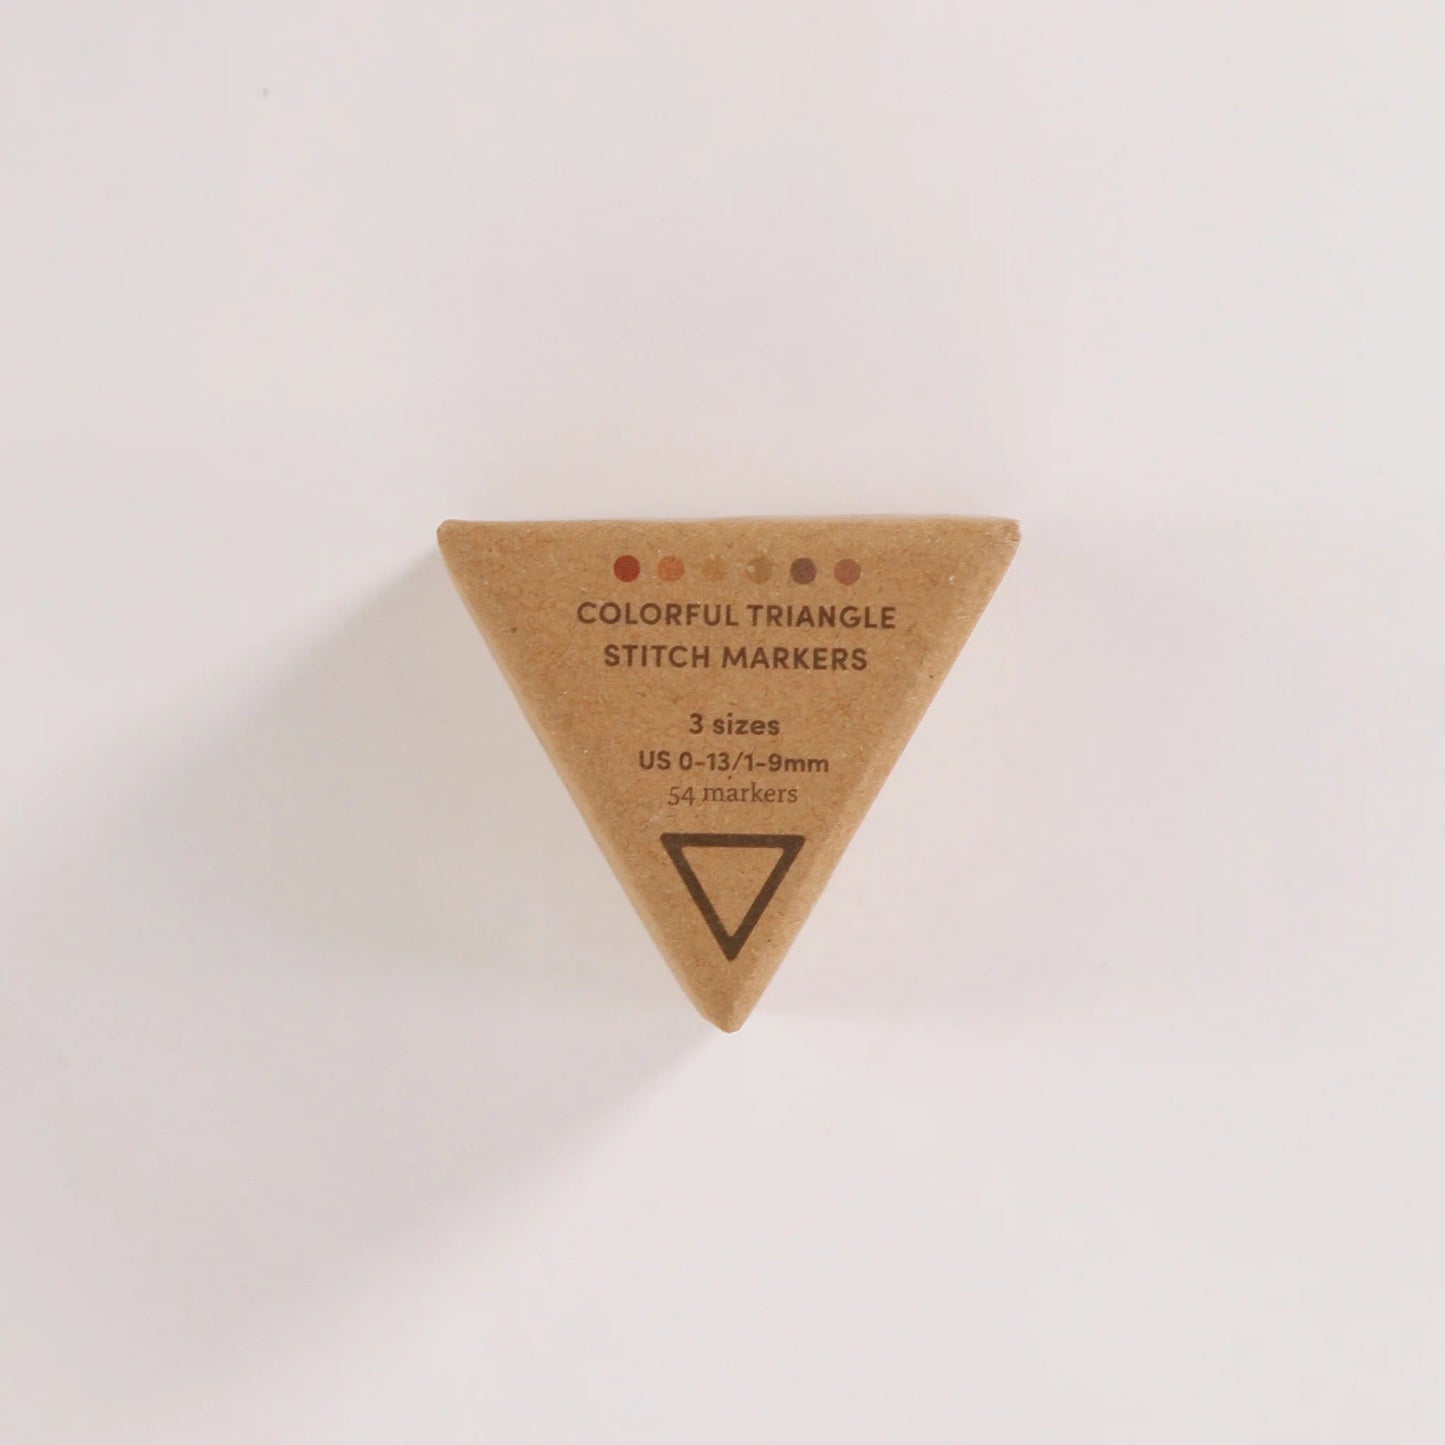 COLORFUL TRIANGLE
STITCH MARKERS
3 sizes
US 0-13/1-9mm
54 markers